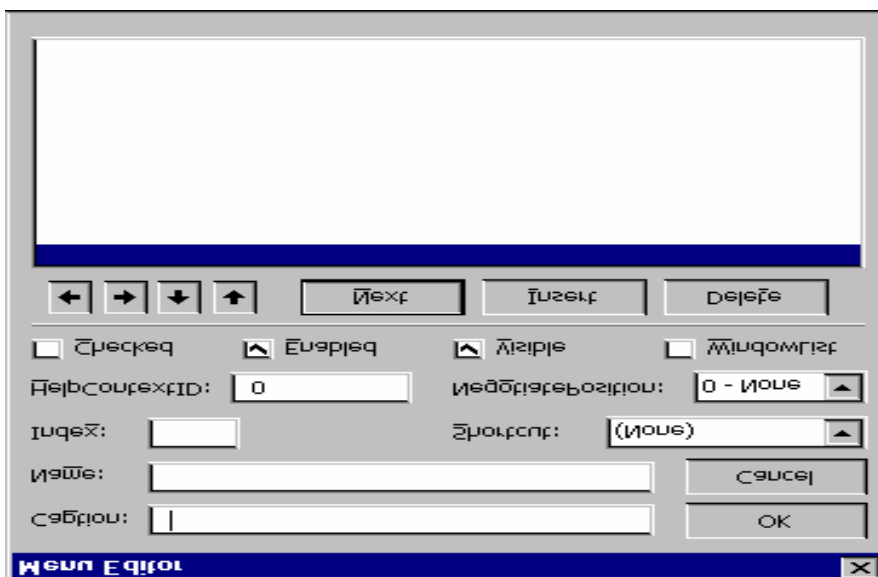 Menu Editor
Caption:
OK
Name:
Cancel
Index:
Shortcut: (None)
HelpContextID: 0
NegotiatePosition: 0 - None
Checked
Enabled
Visible
WindowList
Next
Insert
Delete